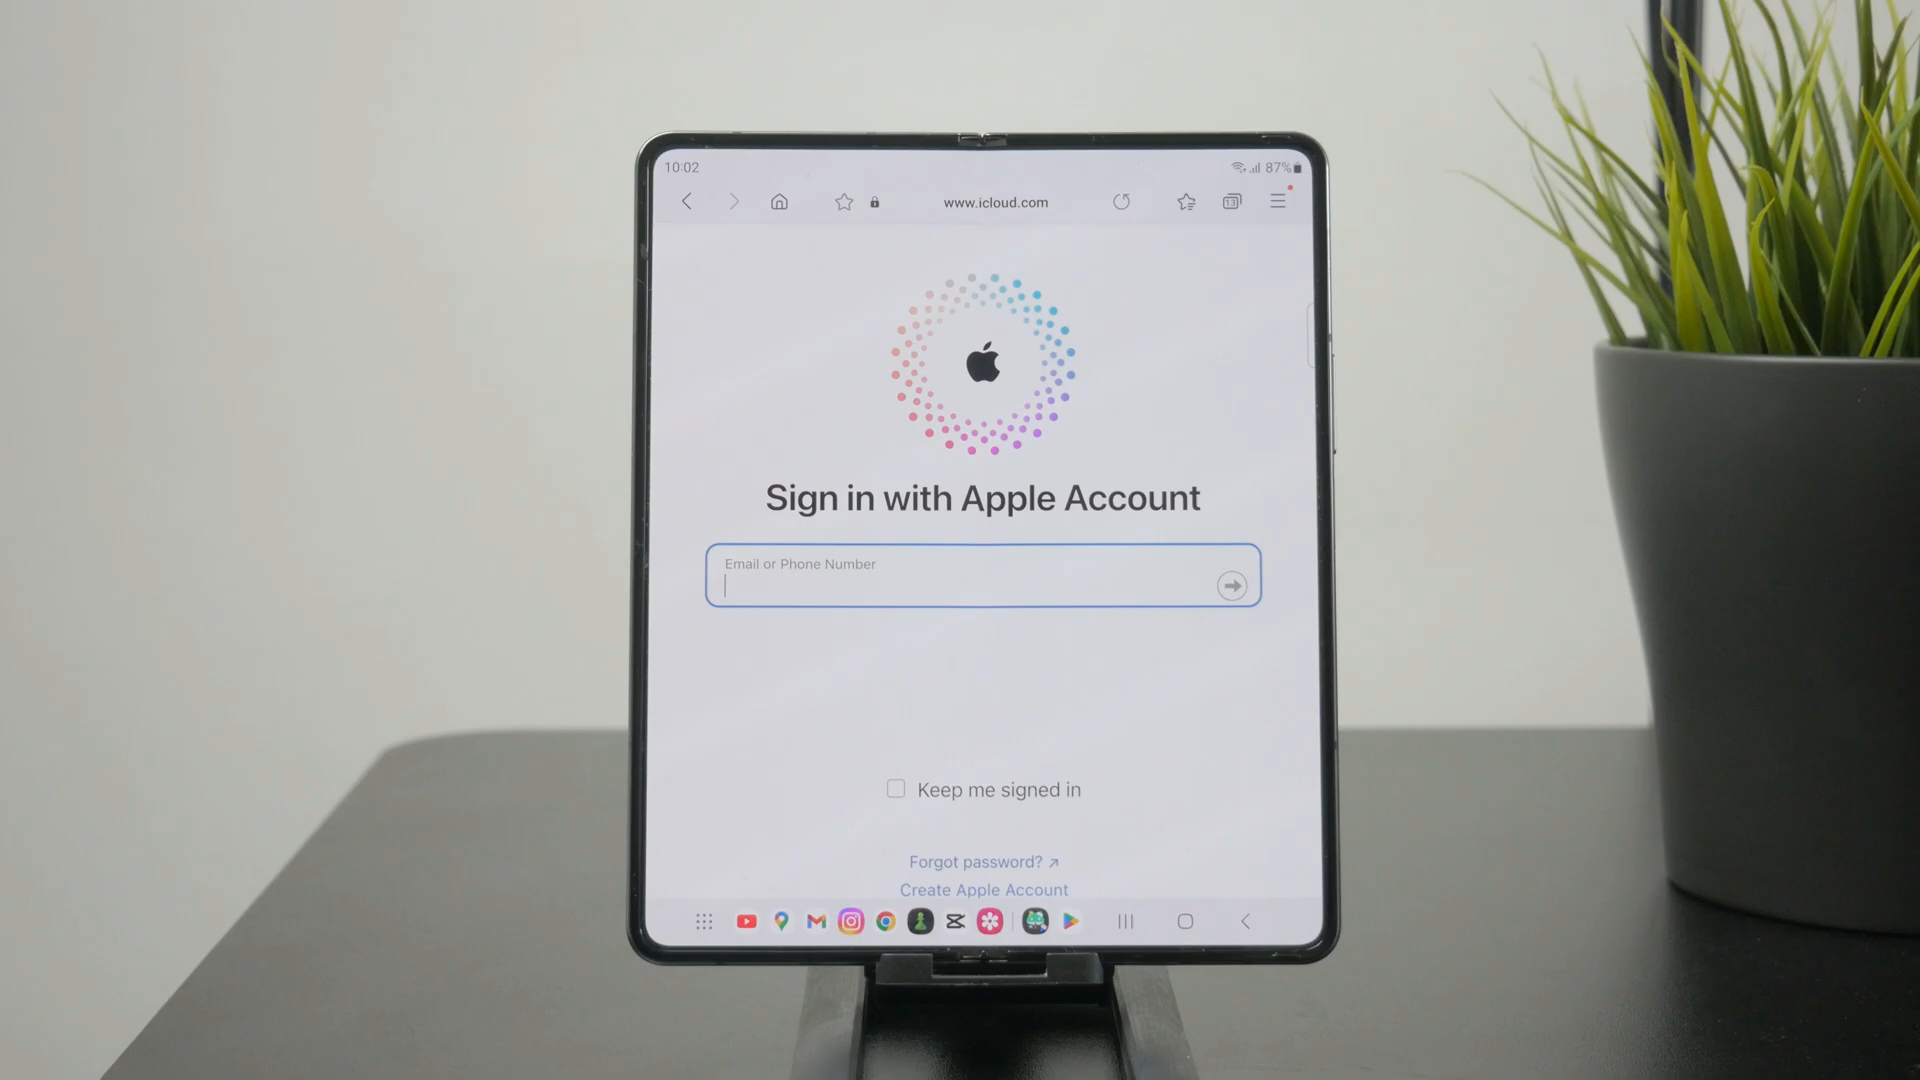 10:02
87%
www.icloud.com
13
Sign in with Apple Account
Email or Phone Number
Keep me signed in
Forgot password? ↗
Create Apple Account